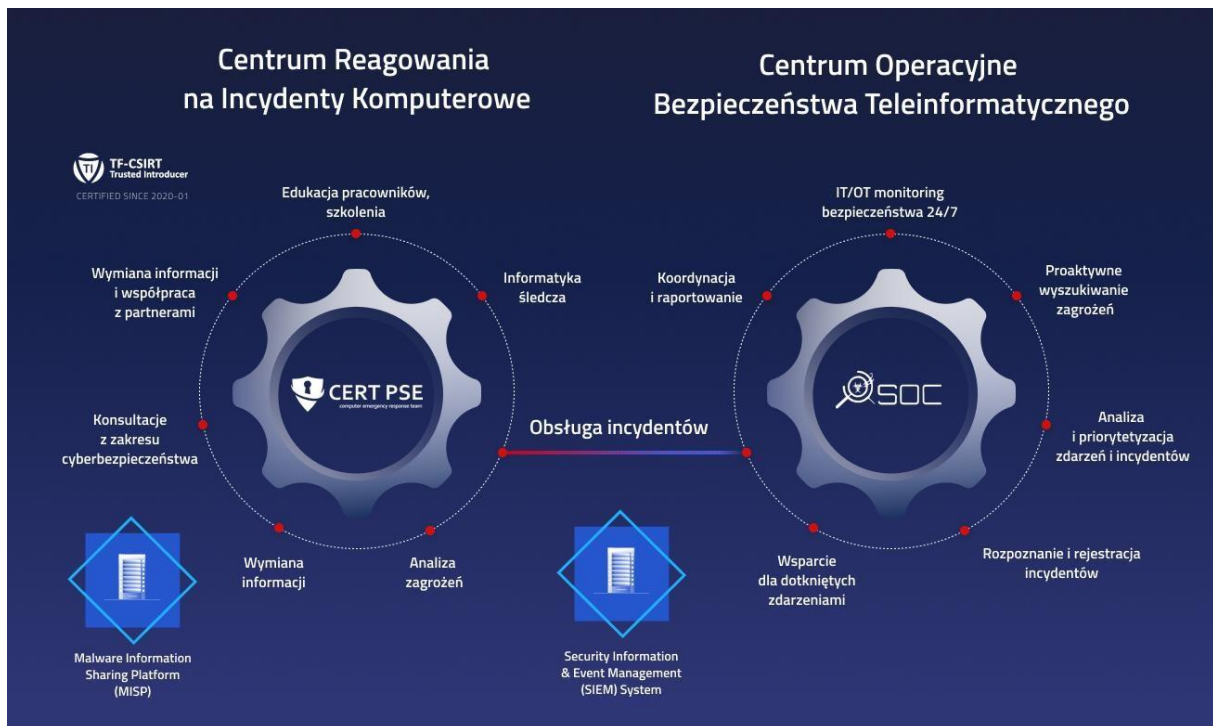 Centrum Reagowania
na Incydenty Komputerowe
Centrum Operacyjne
Bezpieczeństwa Teleinformatycznego
TI
TF-CSIRT
Trusted Introducer
CERTIFIED SINCE 2020-01
Edukacja pracowników,
szkolenia
Wymiana informacji
i współpraca
z partnerami
Informatyka
śledcza
CERT PSE
computer emergency response team
Konsultacje
z zakresu
cyberbezpieczeństwa
Wymiana
informacji
Analiza
zagrożeń
Obsługa incydentów
IT/OT monitoring
bezpieczeństwa 24/7
Koordynacja
i raportowanie
Proaktywne
wyszukiwanie
zagrożeń
SOC
Analiza
i priorytetyzacja
zdarzeń i incydentów
Wsparcie
dla dotkniętych
zdarzeniami
Rozpoznanie i rejestracja
incydentów
Malware Information
Sharing Platform
(MISP)
Security Information
& Event Management
(SIEM) System